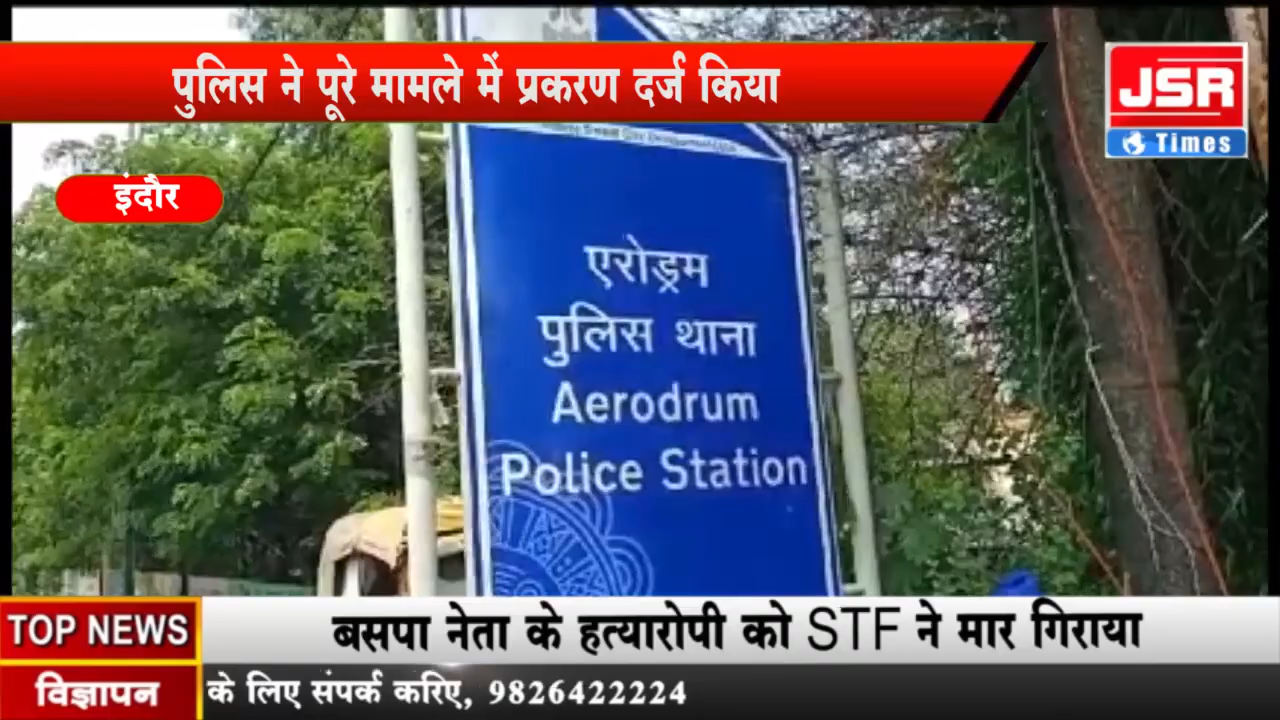 पुलिस ने पूरे मामले में प्रकरण दर्ज किया
JSR
Times
इंदौर
एरोड्रम
पुलिस थाना
Aerodrum
Police Station
TOP NEWS
बसपा नेता के हत्यारोपी को STF ने मार गिराया
विज्ञापन
के लिए संपर्क करिए, 9826422224